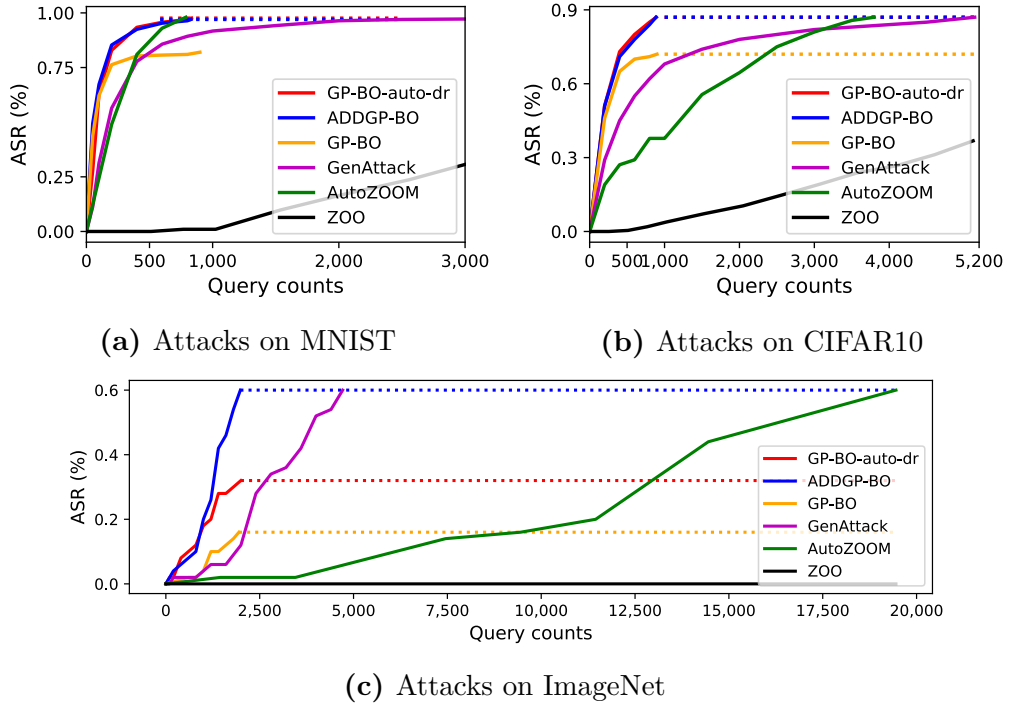 1.00
0.75
0.25
0.00
ASR (%)
GP-BO-auto-dr
ADDGP-BO
GP-BO
GenAttack
AutoZOOM
ZOO
0 500 1,000 2,000 3,000
Query counts
(a) Attacks on MNIST
0.9
0.6
0.3
0.0
ASR (%)
GP-BO-auto-dr
ADDGP-BO
GP-BO
GenAttack
AutoZOOM
ZOO
0 500 1,000 2,000 3,000 4,000 5,200
Query counts
(b) Attacks on CIFAR10
0.6
0.4
0.2
0.0
ASR (%)
GP-BO-auto-dr
ADDGP-BO
GP-BO
GenAttack
AutoZOOM
ZOO
0 2,500 5,000 7,500 10,000 12,500 15,000 17,500 20,000
Query counts
(c) Attacks on ImageNet